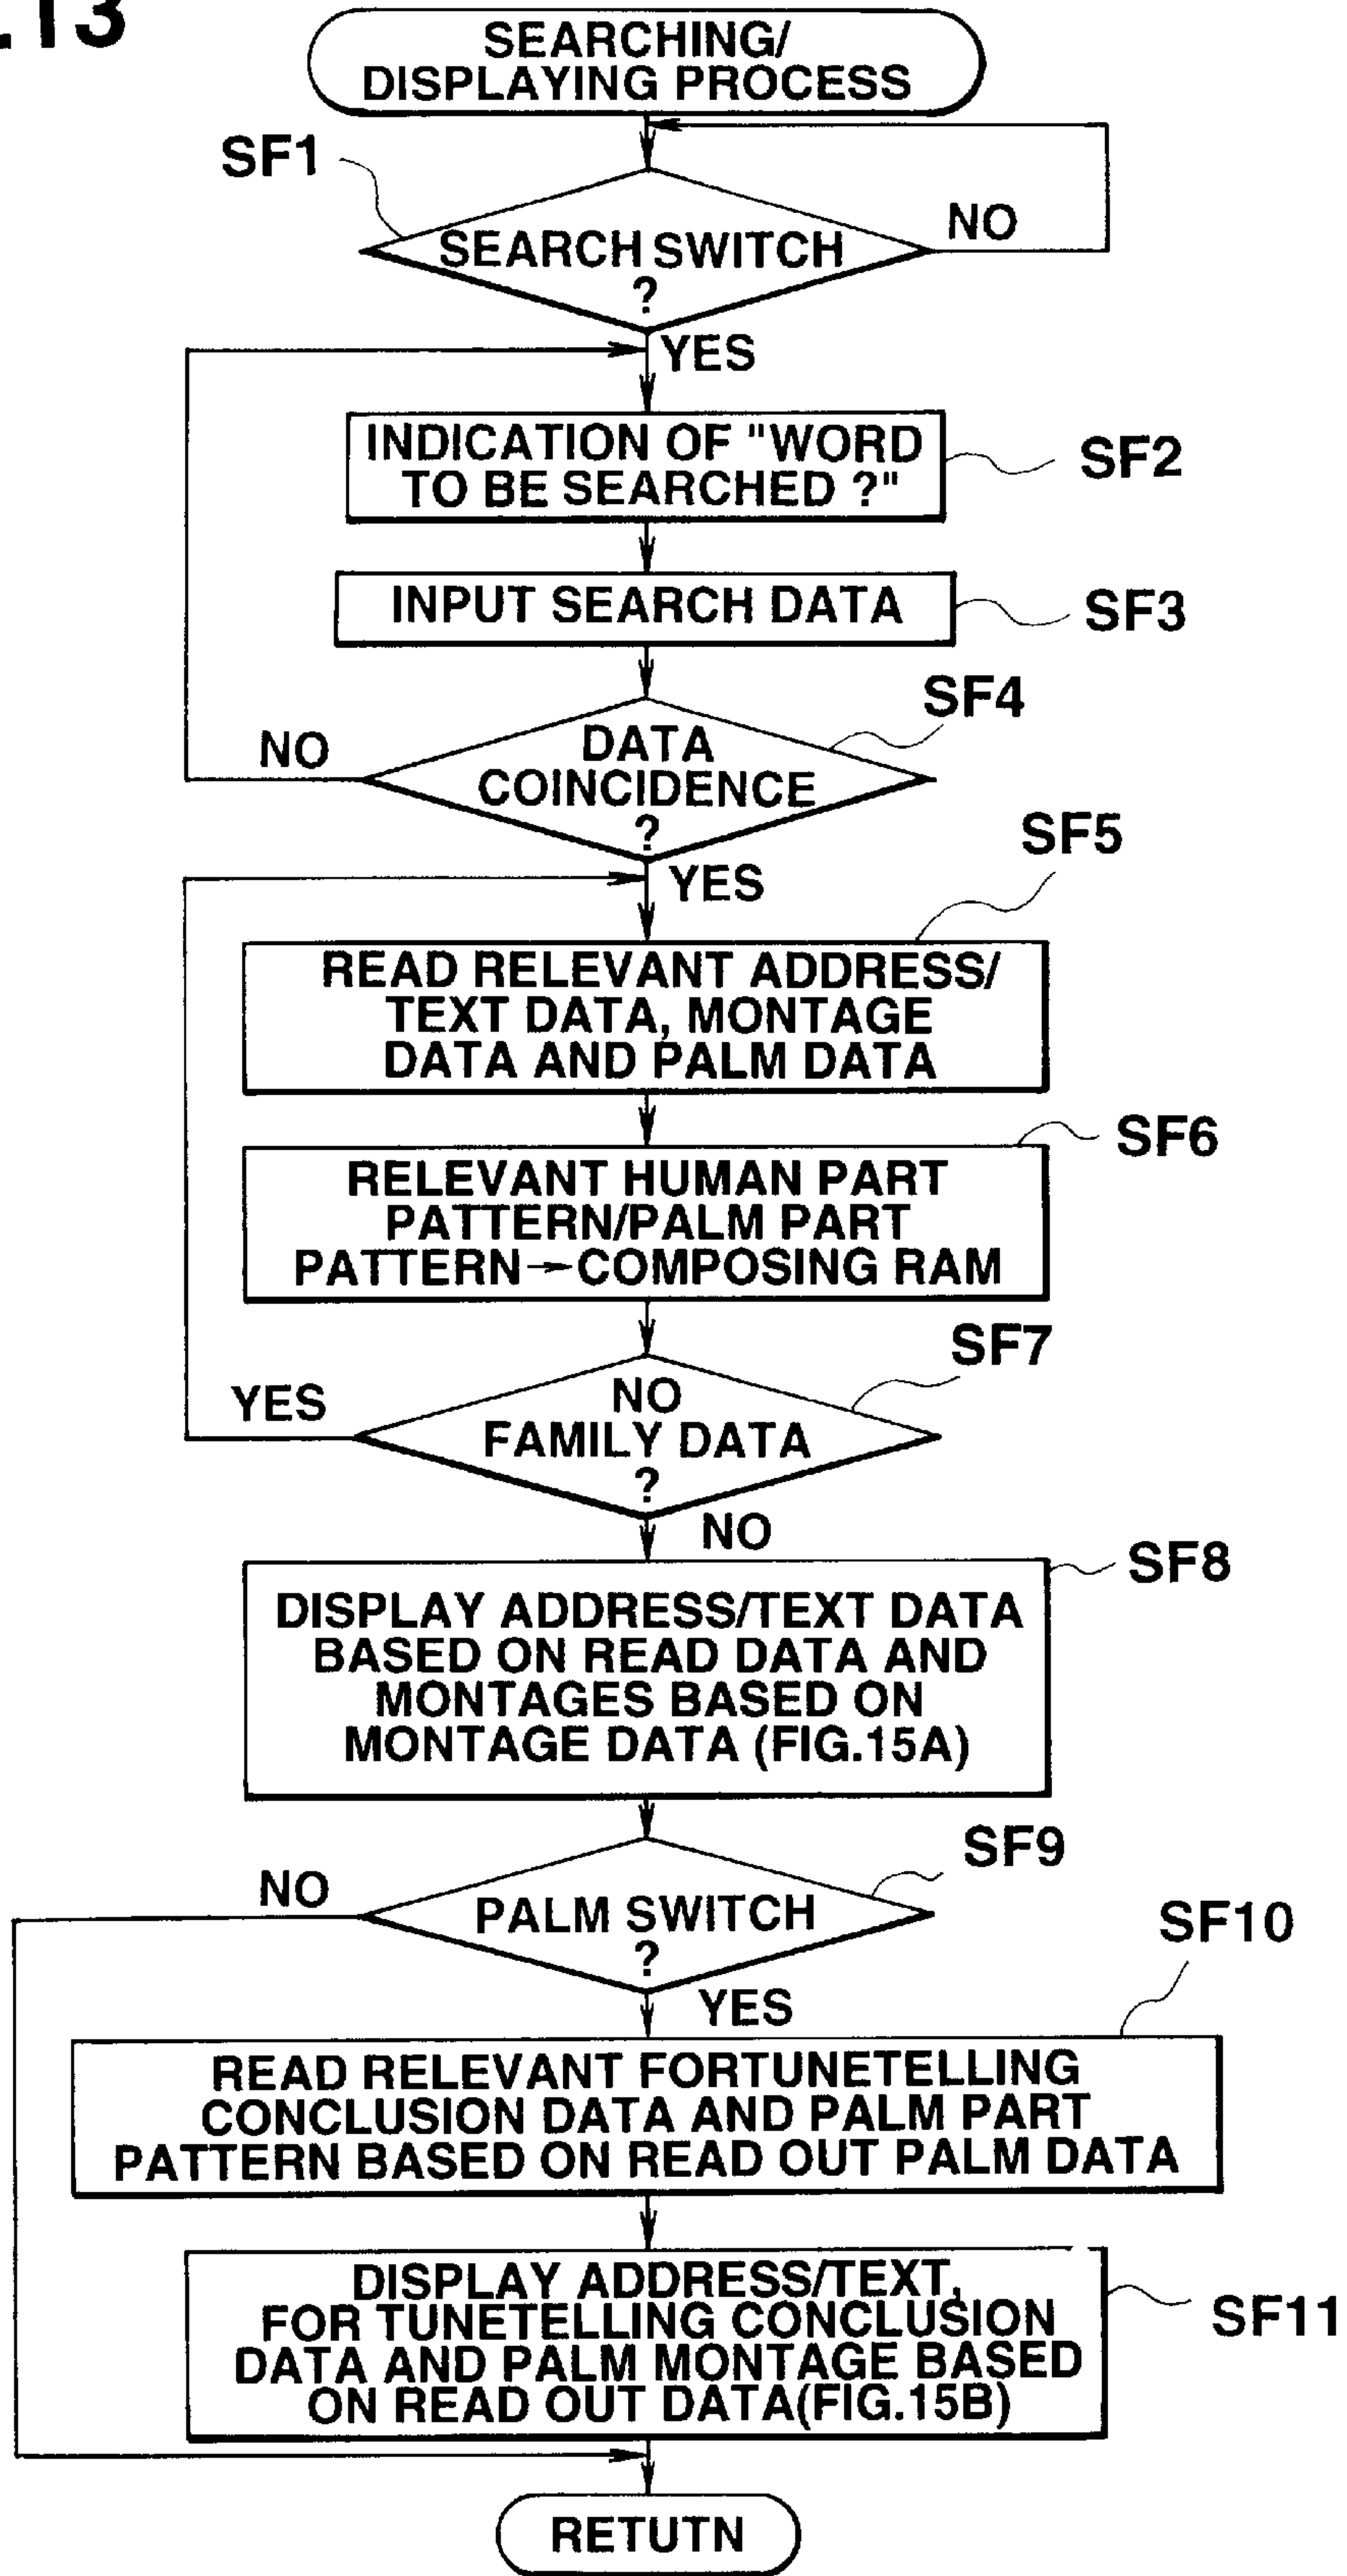 .13
SEARCHING/
DISPLAYING PROCESS
SF1
SEARCH SWITCH
?
NO
YES
INDICATION OF "WORD
TO BE SEARCHED ?"
SF2
INPUT SEARCH DATA
SF3
SF4
NO
DATA
COINCIDENCE
?
SF5
YES
READ RELEVANT ADDRESS/
TEXT DATA, MONTAGE
DATA AND PALM DATA
SF6
RELEVANT HUMAN PART
PATTERN/PALM PART
PATTERN→COMPOSING RAM
SF7
YES
NO
FAMILY DATA
?
NO
SF8
DISPLAY ADDRESS/TEXT DATA
BASED ON READ DATA AND
MONTAGES BASED ON
MONTAGE DATA (FIG.15A)
SF9
NO
PALM SWITCH
?
SF10
YES
READ RELEVANT FORTUNETELLING
CONCLUSION DATA AND PALM PART
PATTERN BASED ON READ OUT PALM DATA
DISPLAY ADDRESS/TEXT,
FOR TUNETELLING CONCLUSION
DATA AND PALM MONTAGE BASED
ON READ OUT DATA(FIG.15B)
SF11
RETUTN